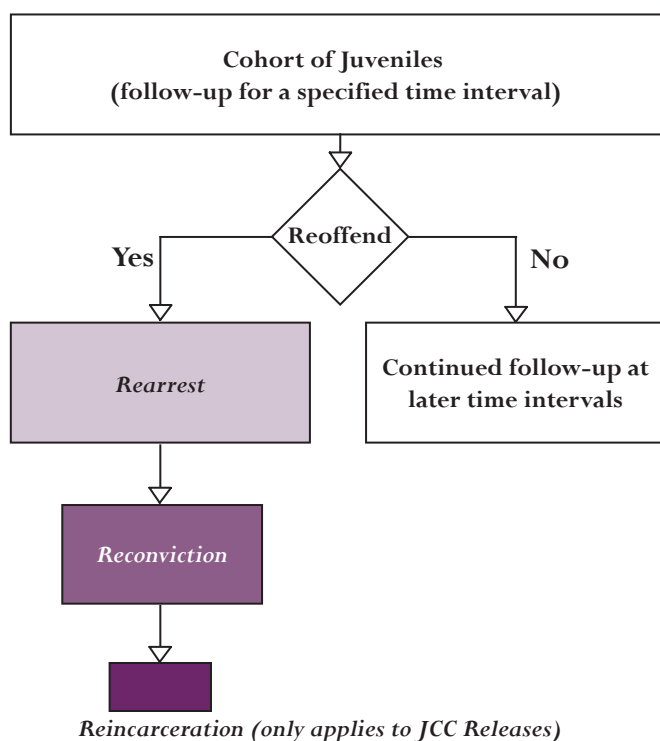 Cohort of Juveniles
(follow-up for a specified time interval)
Reoffend
Yes
No
Rearrest
Continued follow-up at
later time intervals
Reconviction
Reincarceration (only applies to JCC Releases)